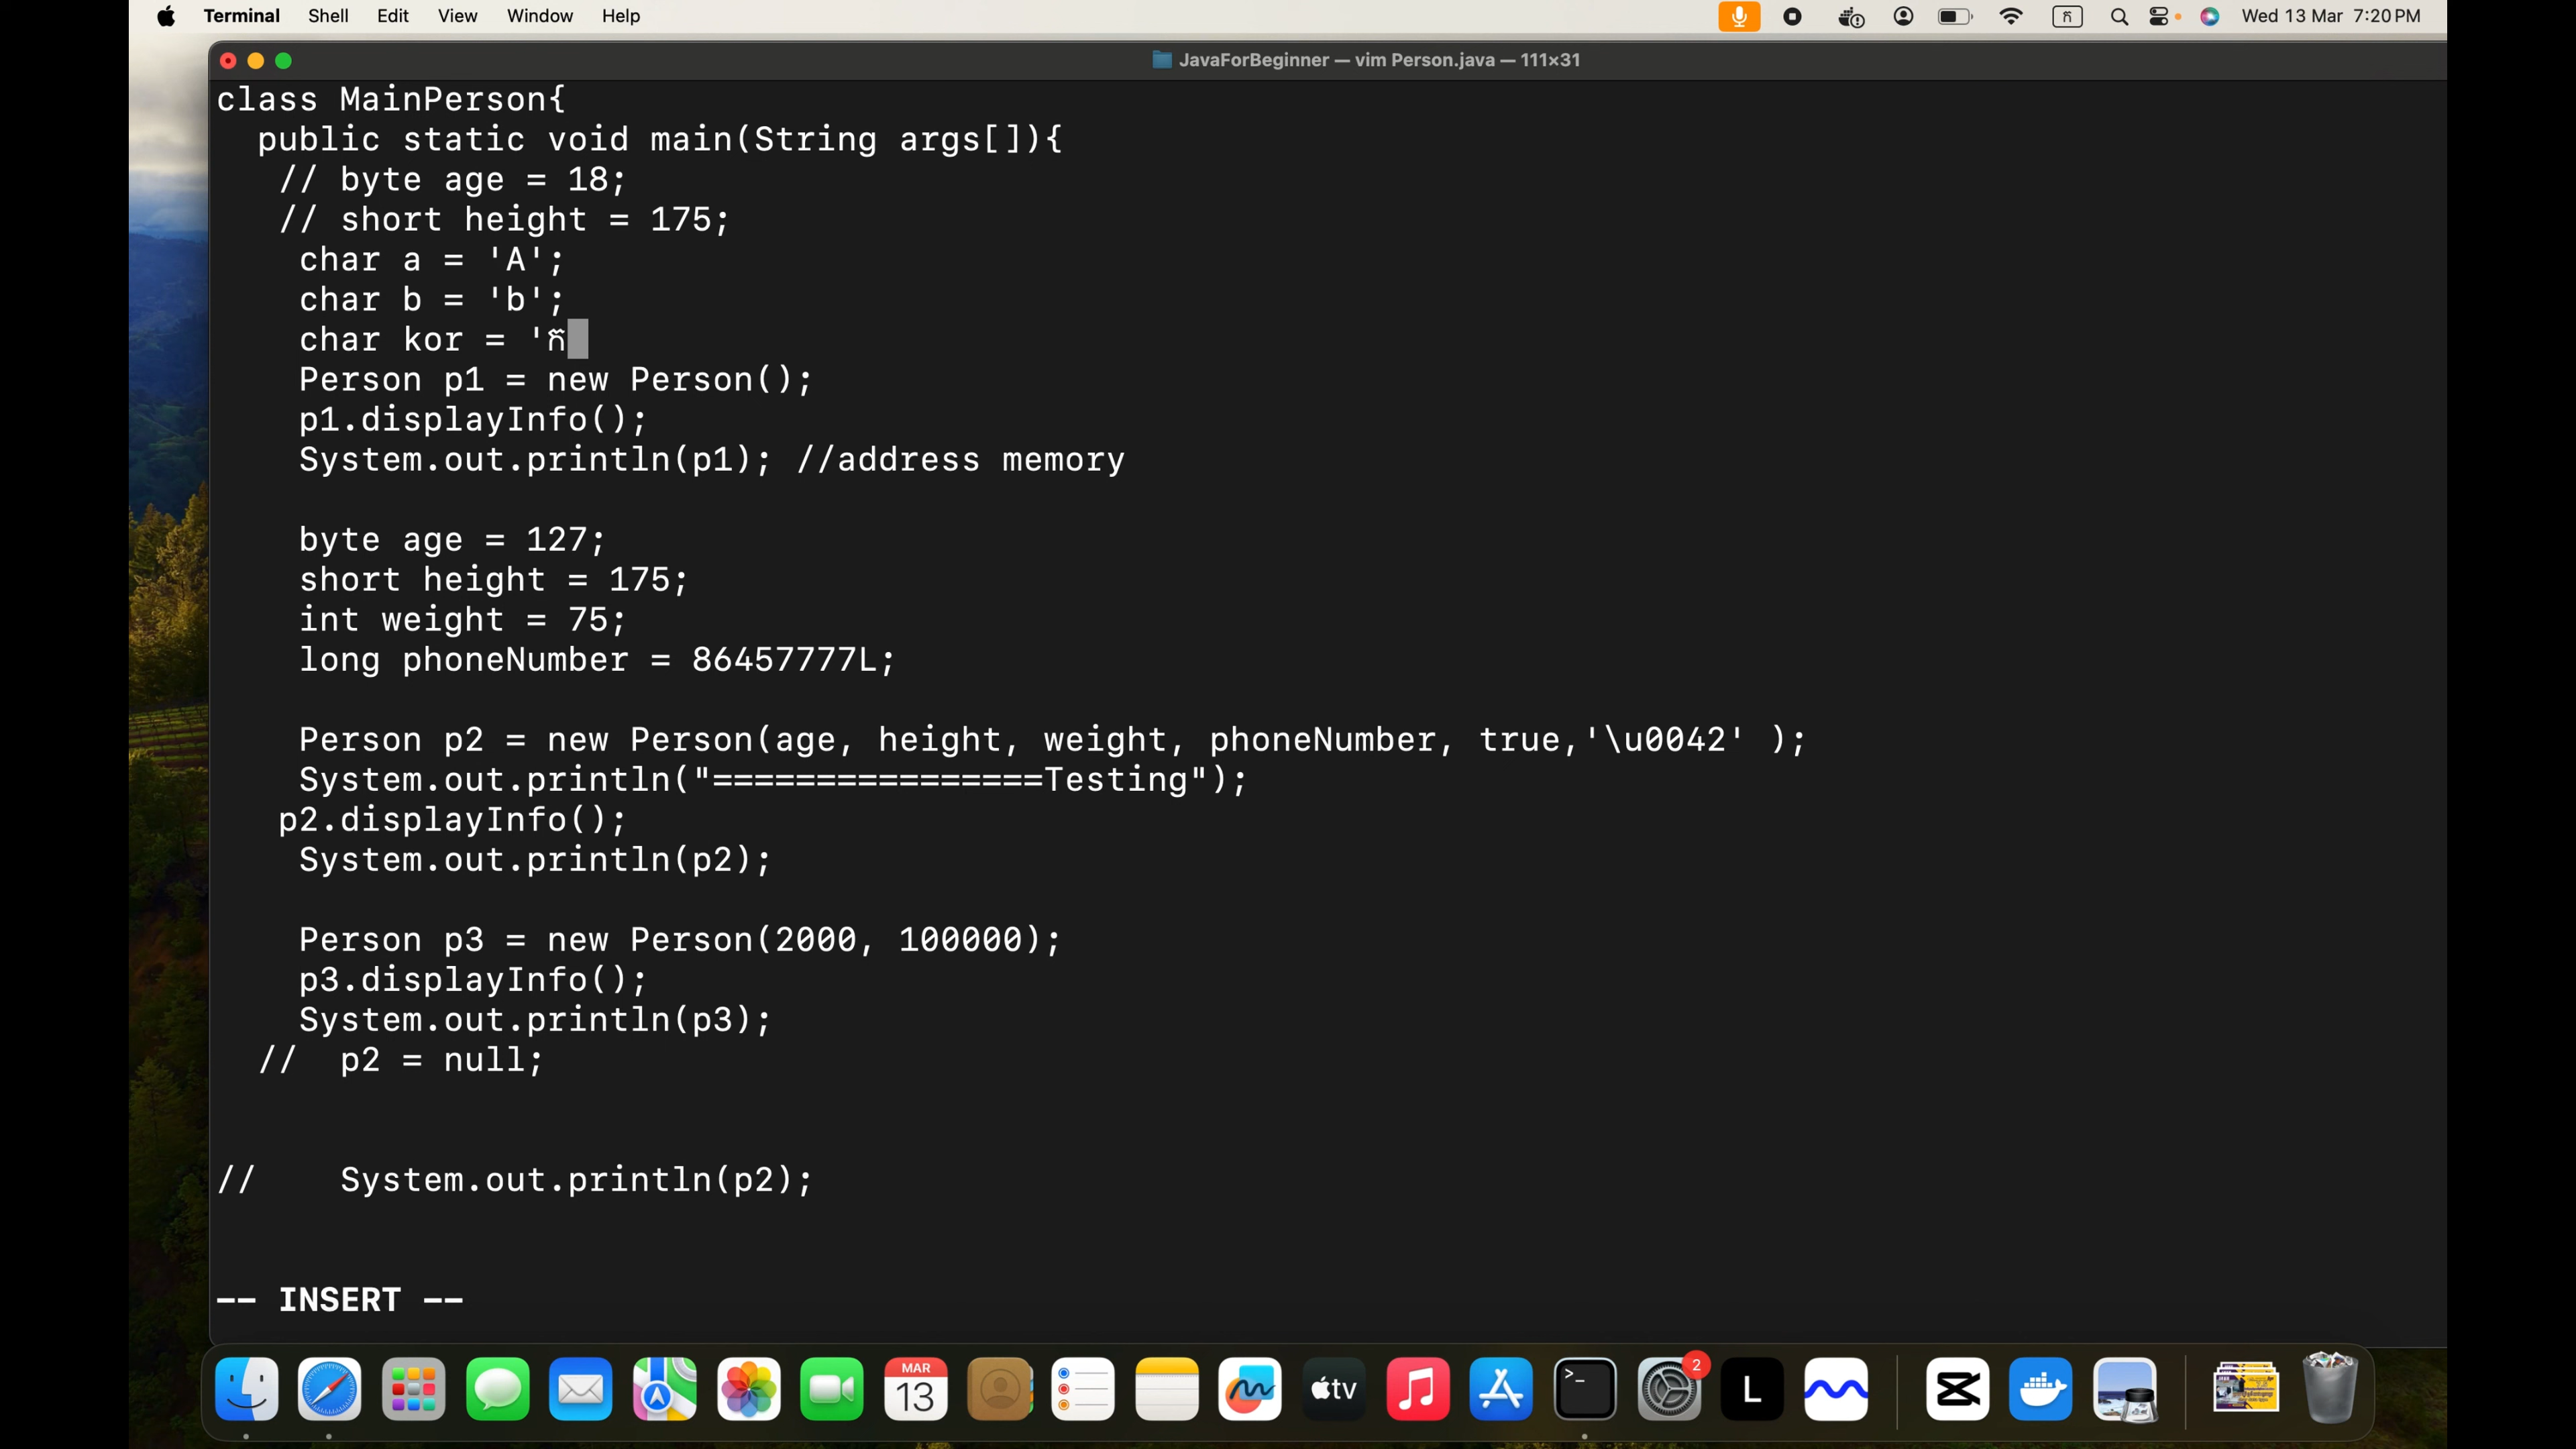 Terminal Shell Edit View Window Help ក Wed 13 Mar 7:20 PM
JavaForBeginner — vim Person.java — 111×31
class MainPerson{
public static void main(String args[]){
// byte age = 18;
// short height = 175;
char a = 'A';
char b = 'b';
char kor = 'ក
Person p1 = new Person();
p1.displayInfo();
System.out.println(p1); //address memory
byte age = 127;
short height = 175;
int weight = 75;
long phoneNumber = 86457777L;
Person p2 = new Person(age, height, weight, phoneNumber, true,'\u0042' );
System.out.println("================Testing");
p2.displayInfo();
System.out.println(p2);
Person p3 = new Person(2000, 100000);
p3.displayInfo();
System.out.println(p3);
// p2 = null;
// System.out.println(p2);
-- INSERT --
MAR
13
tv
>_
2
L